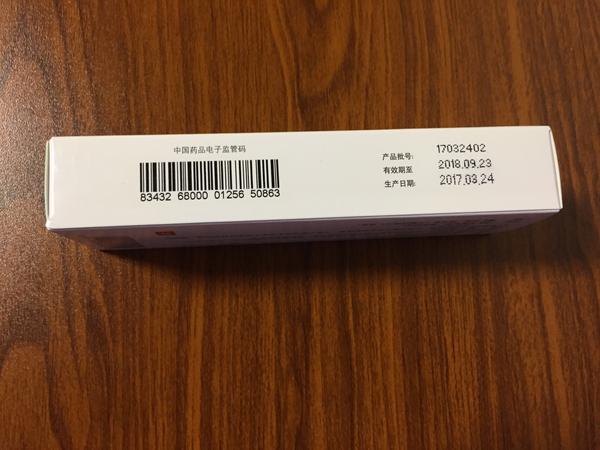 中国药品电子监管码
83432 68000 01256 50863
产品批号: 17032402
有效期至 2018.09.23
生产日期: 2017.03.24